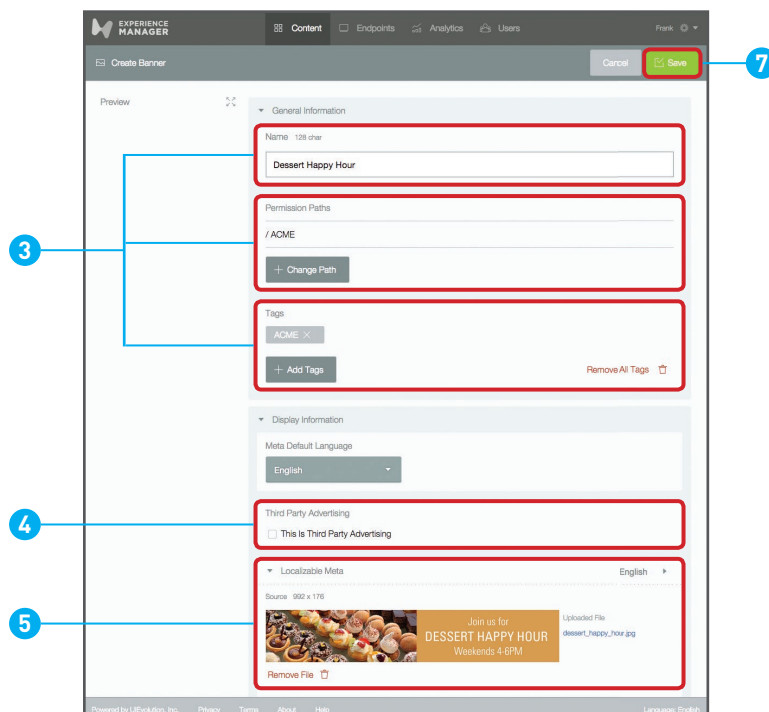 EXPERIENCE
MANAGER
Content Endpoints Analytics Users Frank
Create Banner Cancel Save
7
Preview
General Information
Name 128 char
Dessert Happy Hour
Permission Paths
/ ACME
3
+ Change Path
Tags
ACME ×
+ Add Tags Remove All Tags
Display Information
Meta Default Language
English
Third Party Advertising
4
This Is Third Party Advertising
Localizable Meta English
Source 992 x 176
5
Join us for
DESSERT HAPPY HOUR
Weekends 4-6PM
Uploaded File
dessert_happy_hour.jpg
Remove File
Powered by UIEvolution, Inc. Privacy Terms About Help Language: English